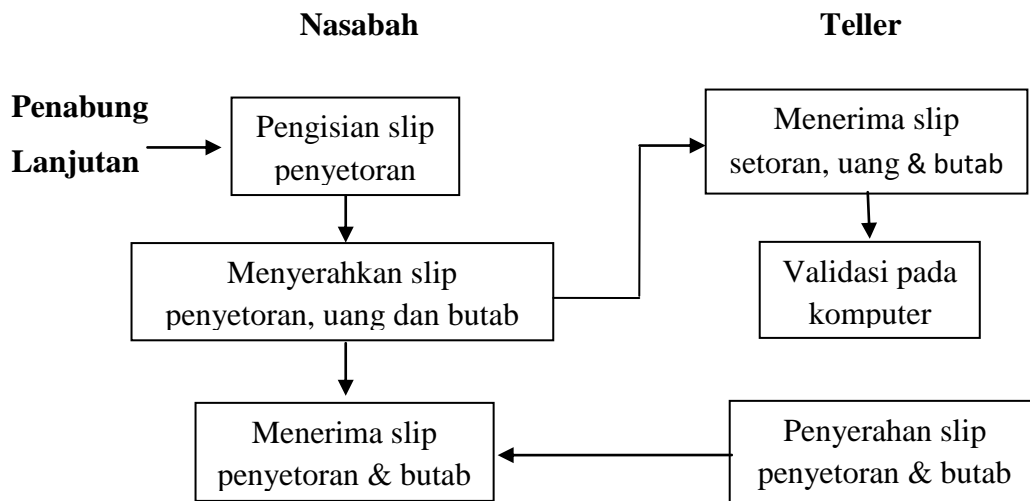 Nasabah
Teller
Penabung
Lanjutan
Pengisian slip
penyetoran
Menerima slip
setoran, uang & butab
Menyerahkan slip
penyetoran, uang dan butab
Validasi pada
komputer
Menerima slip
penyetoran & butab
Penyerahan slip
penyetoran & butab